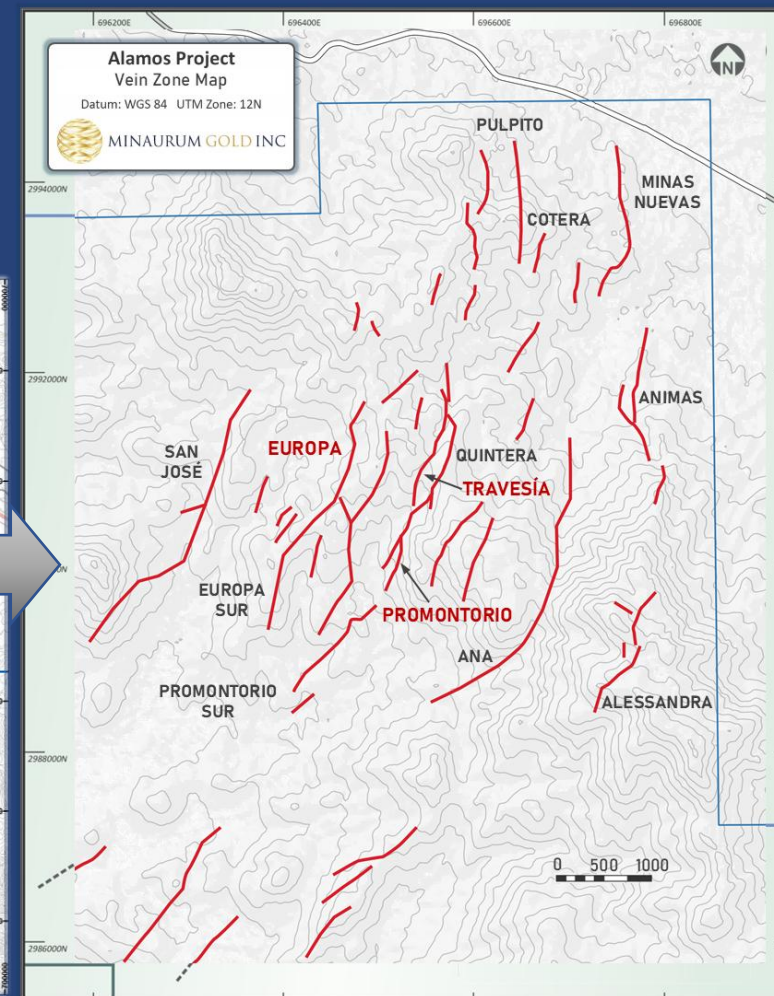 696200E
696400E
696600E
696800E
Alamos Project
Vein Zone Map
Datum: WGS 84 UTM Zone: 12N
MINAURUM GOLD INC
N
PULPITO
2994000N
MINAS
NUEVAS
COTERA
2992000N
ANIMAS
SAN
JOSÉ
EUROPA
QUINTERA
TRAVESÍA
EUROPA
SUR
PROMONTORIO
ANA
PROMONTORIO
SUR
ALESSANDRA
2988000N
0 500 1000
2986000N